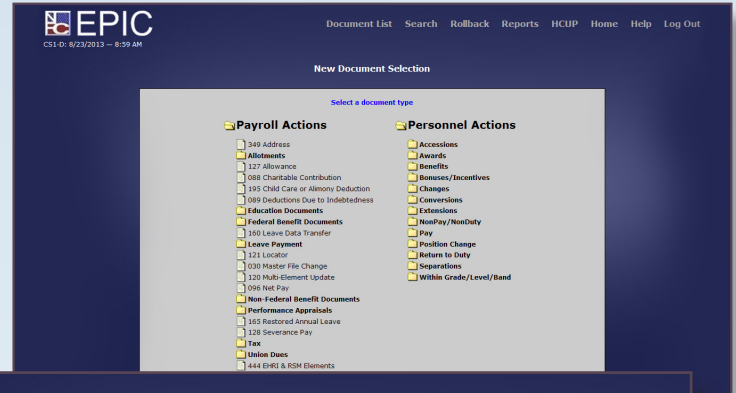 EPIC
CS1-D: 8/23/2013 — 8:59 AM
Document List Search Rollback Reports HCUP Home Help Log Out
New Document Selection
Select a document type
Payroll Actions
349 Address
Allotments
127 Allowance
088 Charitable Contribution
195 Child Care or Alimony Deduction
089 Deductions Due to Indebtedness
Education Documents
Federal Benefit Documents
160 Leave Data Transfer
Leave Payment
121 Locator
030 Master File Change
120 Multi-Element Update
096 Net Pay
Non-Federal Benefit Documents
Performance Appraisals
165 Restored Annual Leave
128 Severance Pay
Tax
Union Dues
444 EHRI & RSM Elements
Personnel Actions
Accessions
Awards
Benefits
Bonuses/Incentives
Changes
Conversions
Extensions
NonPay/NonDuty
Pay
Position Change
Return to Duty
Separations
Within Grade/Level/Band